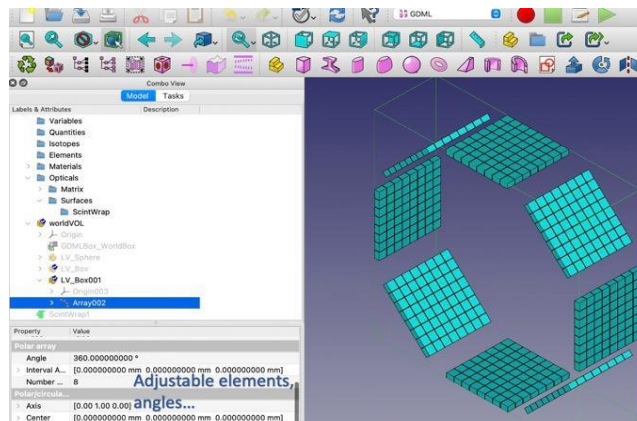 GDML
Combo View
Model Tasks
Labels & Attributes Description
Variables
Quantities
Isotopes
Elements
Materials
Opticals
Matrix
Surfaces
ScintWrap
worldVOL
Origin
GDMLBox_WorldBox
LV_Sphere
LV_Box
LV_Box001
Origin003
Array002
ScintWrap1
Property Value
Polar array
Angle 360.000000000 °
Interval A... [0.000000000 mm 0.000000000 mm 0.000000000 mm]
Number ... 8
Adjustable elements,
angles...
Polar/circula...
Axis [0.00 1.00 0.00]
Center [0.000000000 mm 0.000000000 mm 0.000000000 mm]